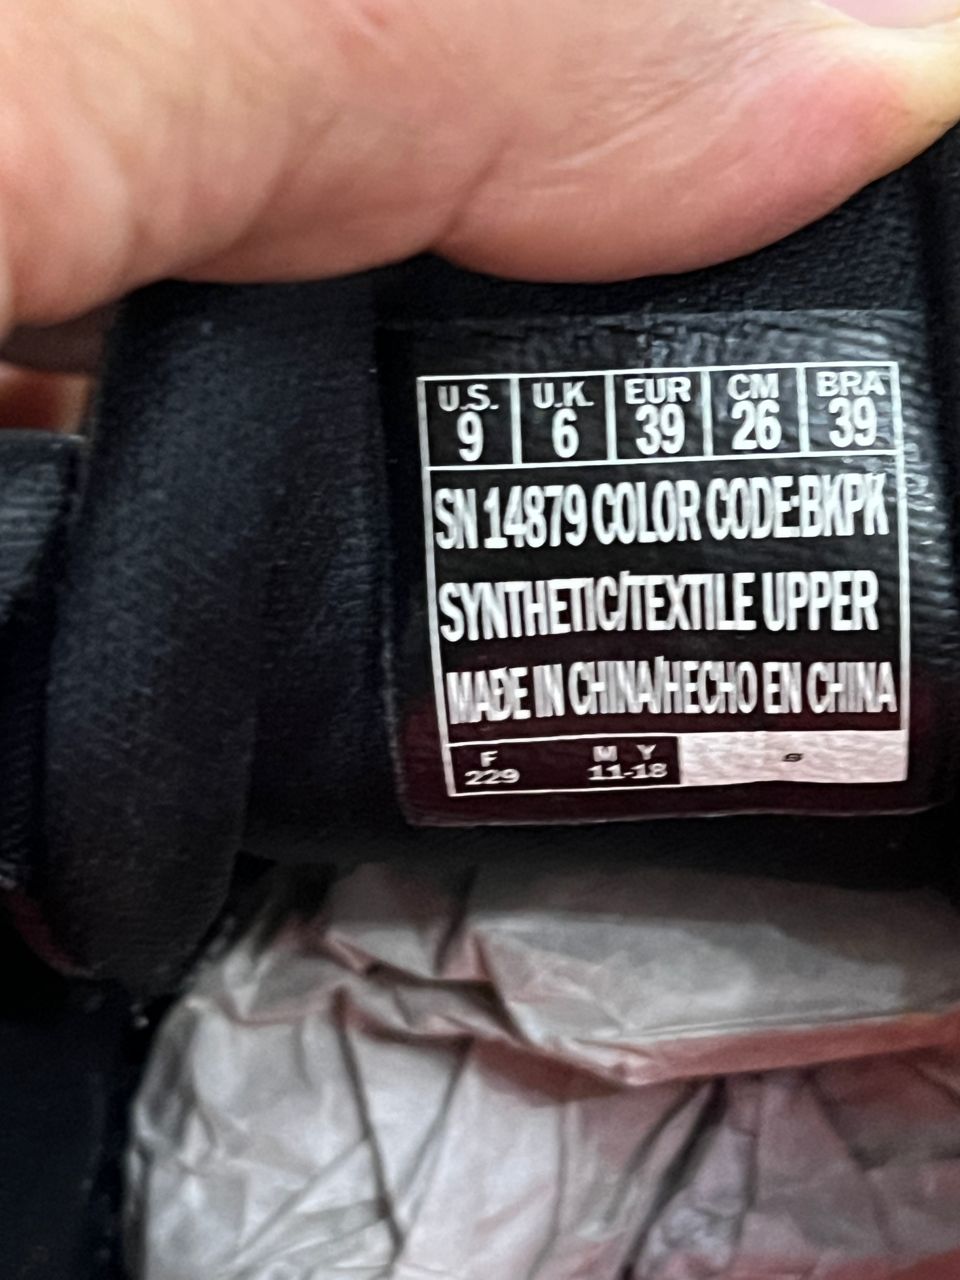 U.S. U.K. EUR CM BRA
9 6 39 26 39
SN 14879 COLOR CODE:BKPK
SYNTHETIC/TEXTILE UPPER
MADE IN CHINA/HECHO EN CHINA
F M Y
229 11-18